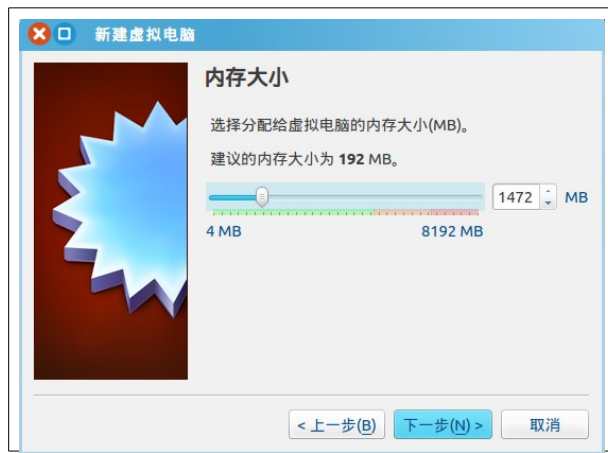 新建虚拟电脑
内存大小
选择分配给虚拟电脑的内存大小(MB)。
建议的内存大小为 192 MB。
1472 MB
4 MB 8192 MB
< 上一步(B) 下一步(N) > 取消